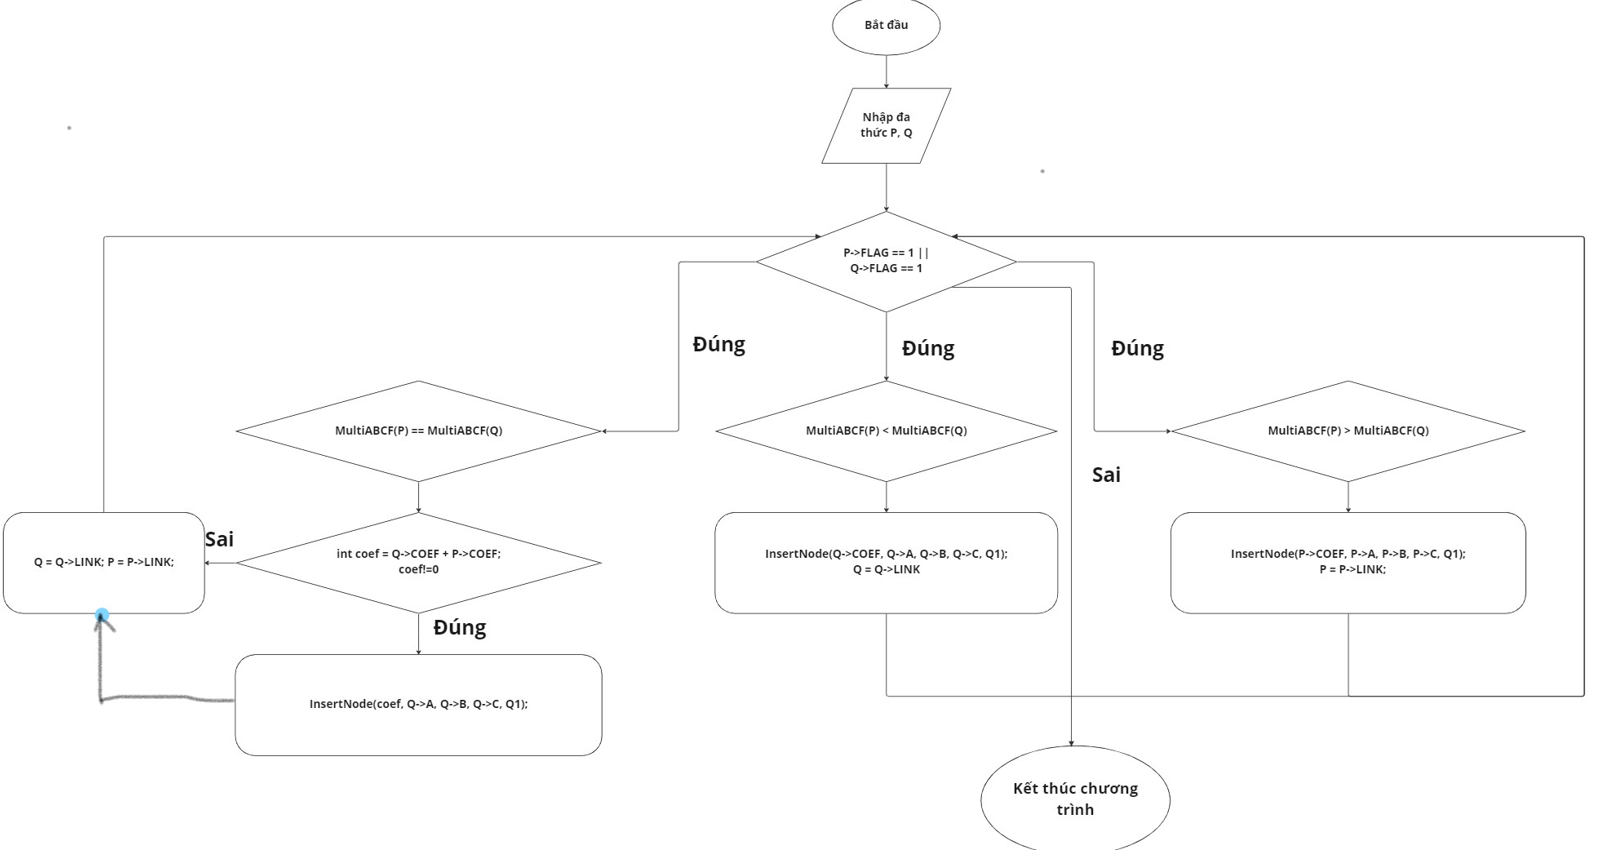 Bắt đầu
Nhập đa
thức P, Q
P->FLAG == 1 ||
Q->FLAG == 1
Đúng
Đúng
Đúng
MultiABCF(P) == MultiABCF(Q)
MultiABCF(P) < MultiABCF(Q)
MultiABCF(P) > MultiABCF(Q)
Sai
Sai
Q = Q->LINK; P = P->LINK;
int coef = Q->COEF + P->COEF;
coef!=0
InsertNode(Q->COEF, Q->A, Q->B, Q->C, Q1);
Q = Q->LINK
InsertNode(P->COEF, P->A, P->B, P->C, Q1);
P = P->LINK;
Đúng
InsertNode(coef, Q->A, Q->B, Q->C, Q1);
Kết thúc chương
trình